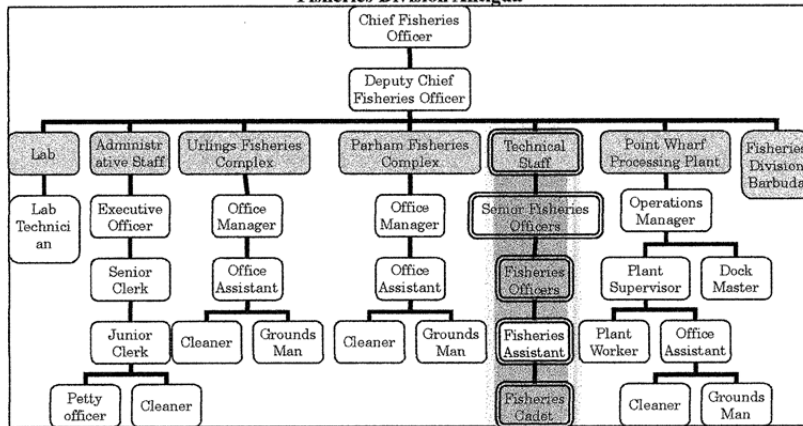 Fisheries Division Antigua
Chief Fisheries
Officer
Deputy Chief
Fisheries Officer
Lab
Administr
ative Staff
Urlings Fisheries
Complex
Parham Fisheries
Complex
Technical
Staff
Point Wharf
Processing Plant
Fisheries
Division
Barbuda
Lab
Technici
an
Executive
Officer
Office
Manager
Office
Manager
Senior Fisheries
Officers
Operations
Manager
Senior
Clerk
Office
Assistant
Office
Assistant
Fisheries
Officers
Plant
Supervisor
Dock
Master
Junior
Clerk
Cleaner
Grounds
Man
Cleaner
Grounds
Man
Fisheries
Assistant
Plant
Worker
Office
Assistant
Petty
officer
Cleaner
Fisheries
Cadet
Cleaner
Grounds
Man